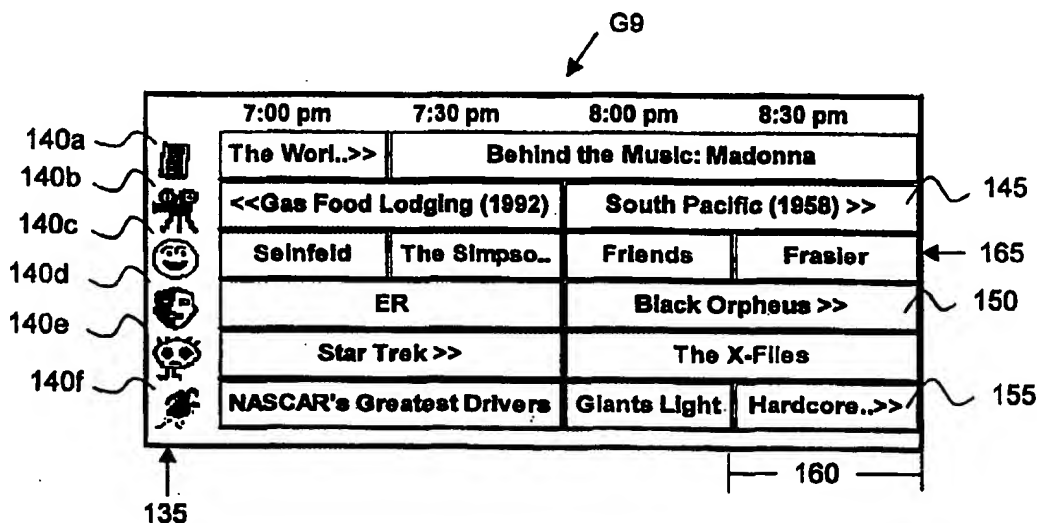 G9
7:00 pm 7:30 pm 8:00 pm 8:30 pm
140a The Worl..>> Behind the Music: Madonna
140b <<Gas Food Lodging (1992) South Pacific (1958) >> 145
140c Seinfeld The Simpso.. Friends Frasier 165
140d ER Black Orpheus >> 150
140e Star Trek >> The X-Files
140f NASCAR's Greatest Drivers Giants Light Hardcore..>> 155
160
135